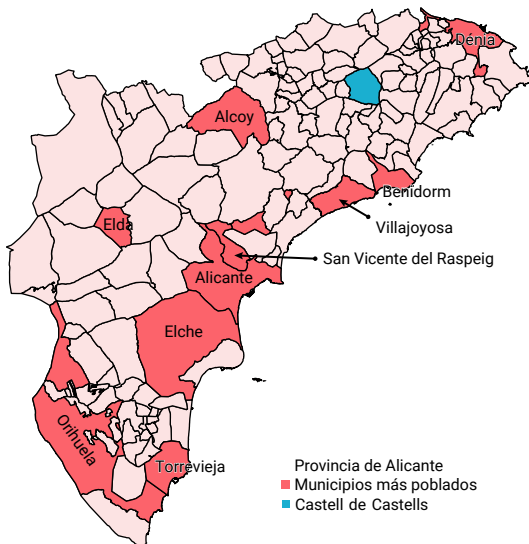 Dénia
Alcoy
Benidorm
Elda
Villajoyosa
San Vicente del Raspeig
Alicante
Elche
Orihuela
Torrevieja
Provincia de Alicante
Municipios más poblados
Castell de Castells